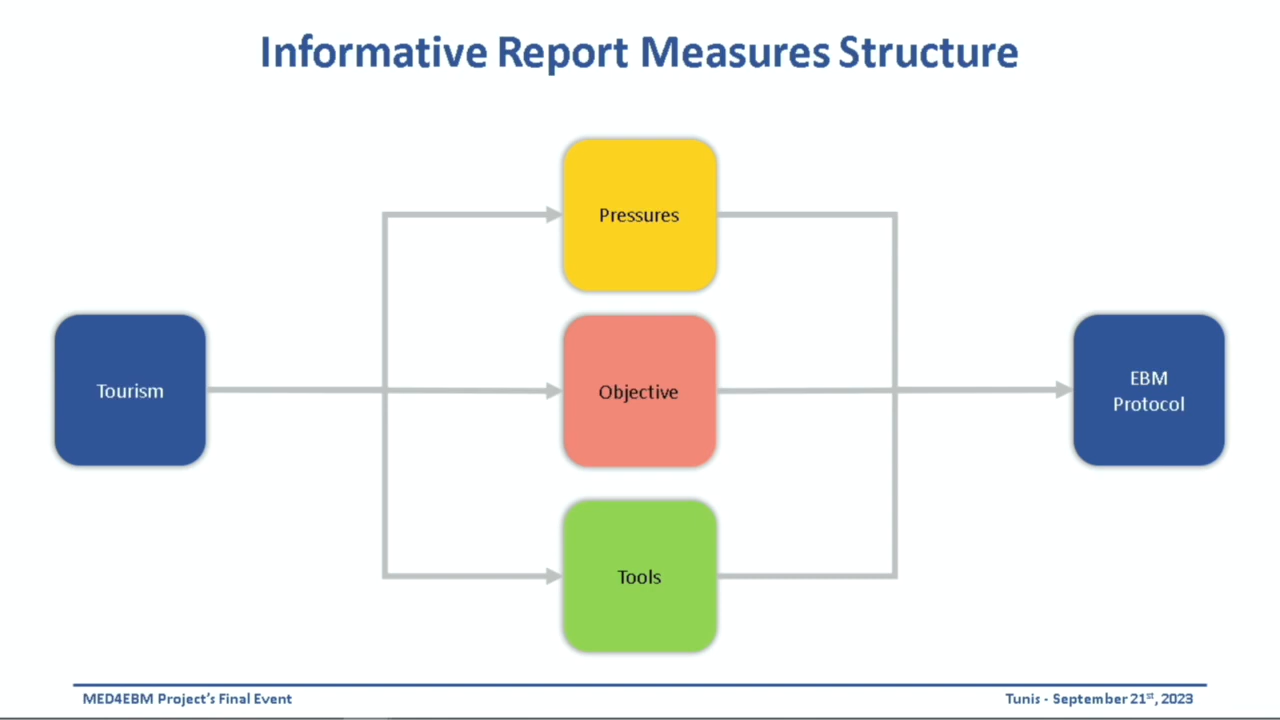 Informative Report Measures Structure
Pressures
Tourism
Objective
EBM
Protocol
Tools
MED4EBM Project's Final Event
Tunis - September 21st, 2023